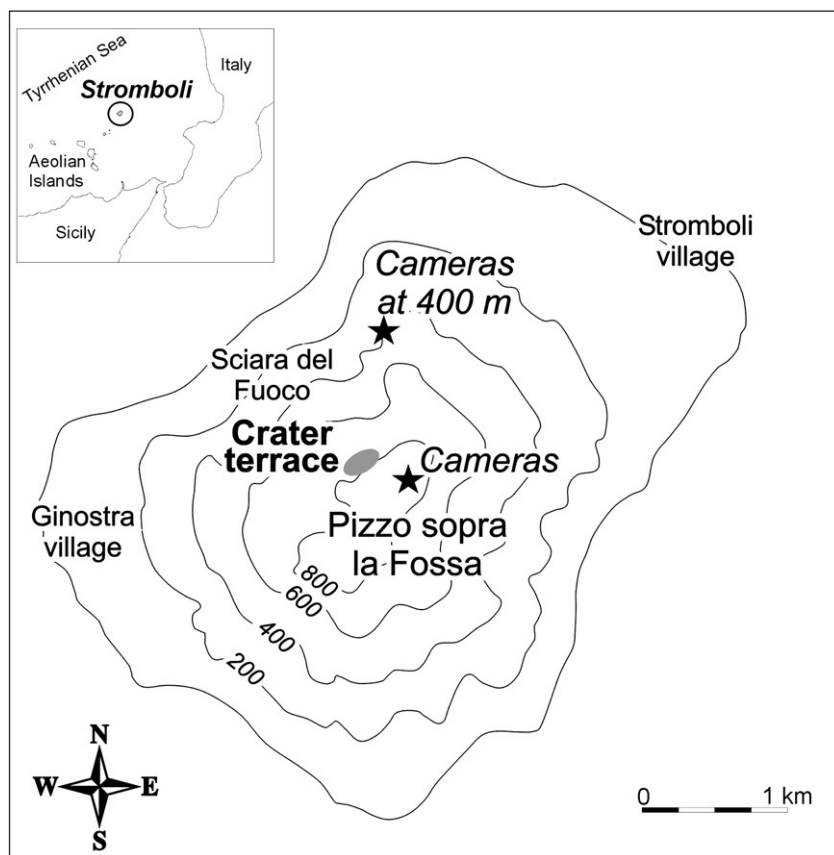 Tyrrhenian Sea
Italy
Stromboli
Aeolian
Islands
Sicily
Stromboli
village
Cameras
at 400 m
Sciara del
Fuoco
Crater
terrace
Cameras
Ginostra
village
Pizzo sopra
la Fossa
800
600
400
200
N
W E
S
0 1 km